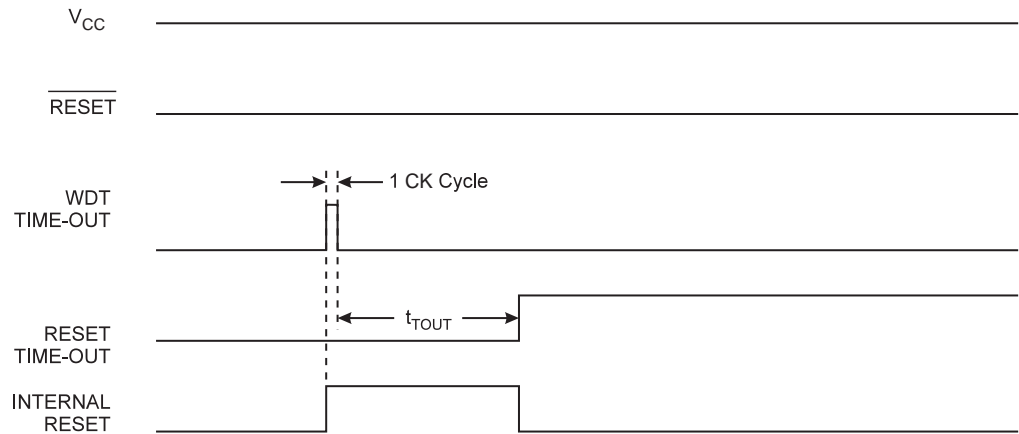 VCC
RESET
WDT
TIME-OUT
1 CK Cycle
RESET
TIME-OUT
tTOUT
INTERNAL
RESET